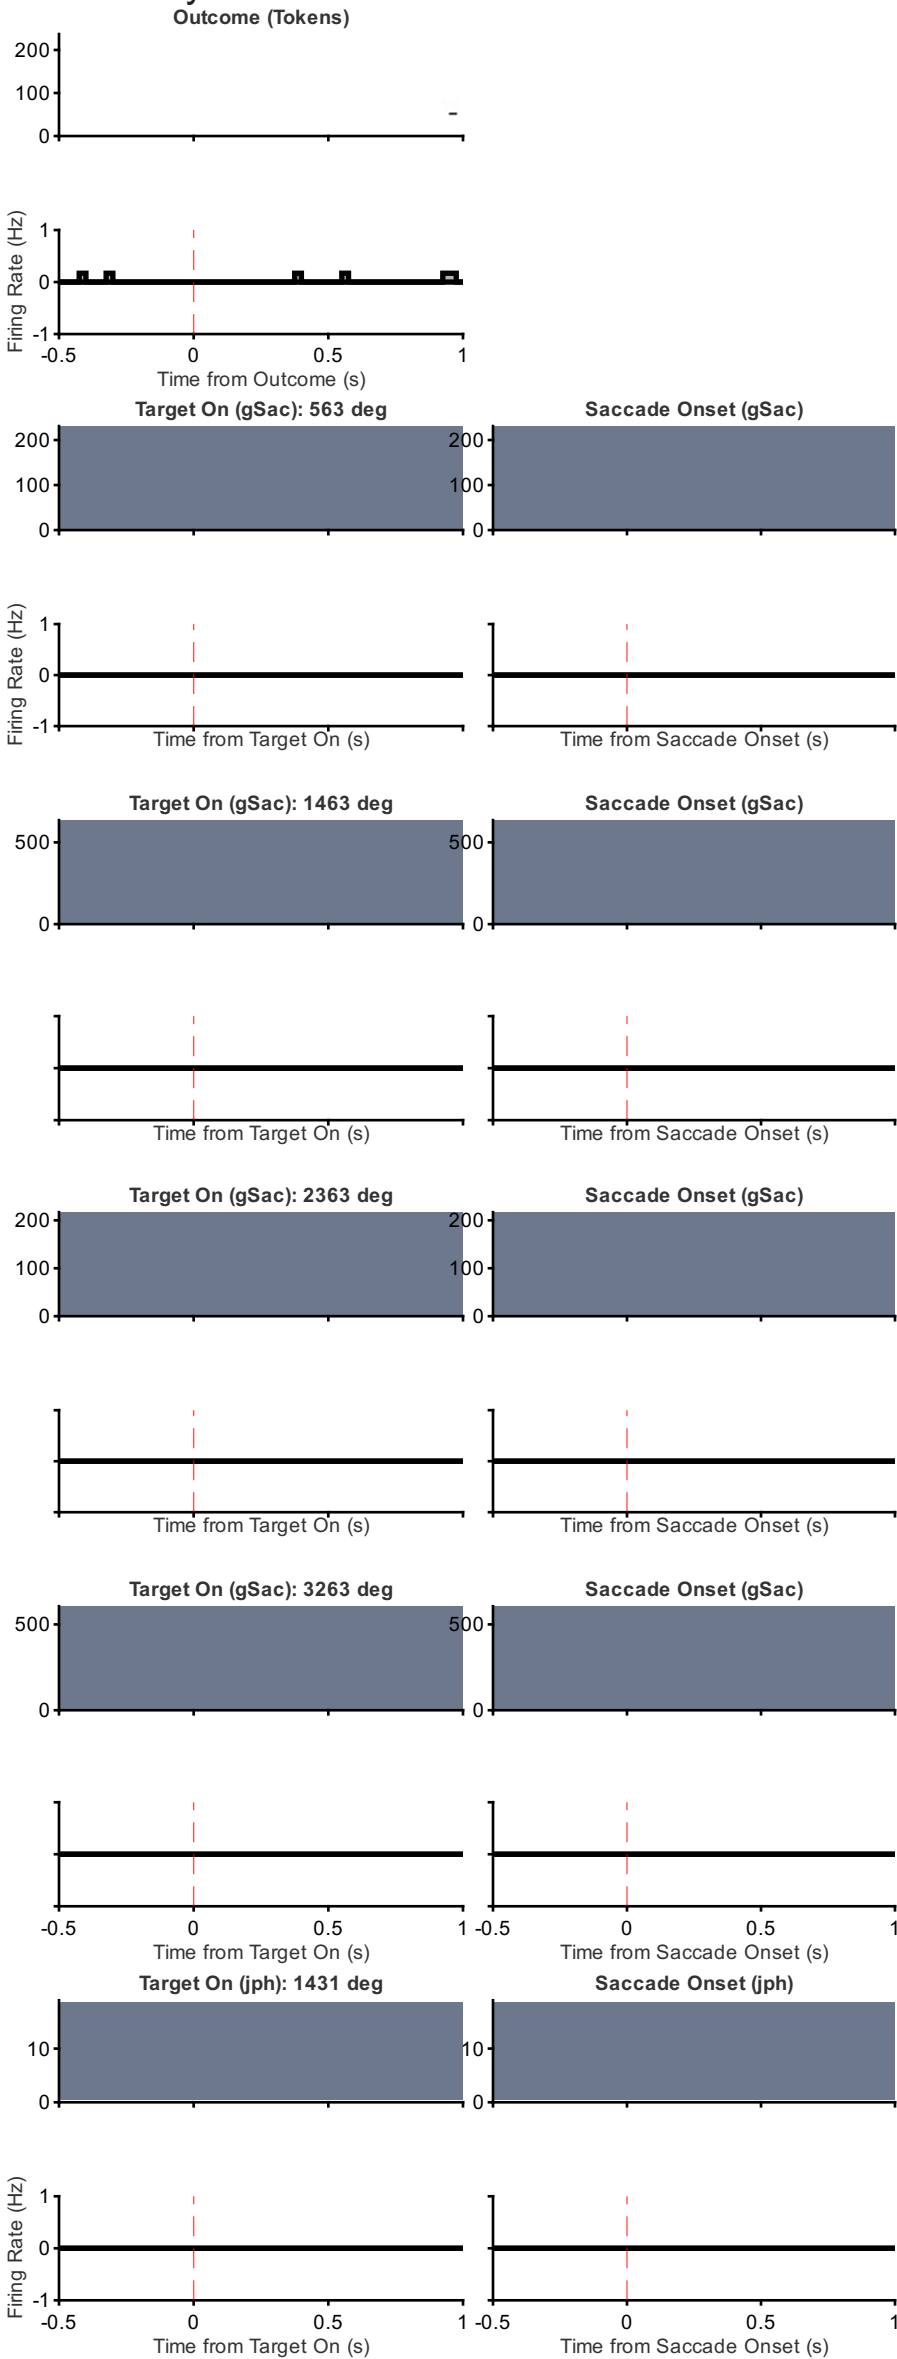 Outcome (Tokens)
200
100
0
Firing Rate (Hz)
1
0
-1
-0.5 0 0.5 1
Time from Outcome (s)
Target On (gSac): 563 deg Saccade Onset (gSac)
200 200
100 100
0 0
Firing Rate (Hz)
1
0
-1
Time from Target On (s) Time from Saccade Onset (s)
Target On (gSac): 1463 deg Saccade Onset (gSac)
500 500
0 0
Time from Target On (s) Time from Saccade Onset (s)
Target On (gSac): 2363 deg Saccade Onset (gSac)
200 200
100 100
0 0
Time from Target On (s) Time from Saccade Onset (s)
Target On (gSac): 3263 deg Saccade Onset (gSac)
500 500
0 0
-0.5 0 0.5 1 -0.5 0 0.5 1
Time from Target On (s) Time from Saccade Onset (s)
Target On (jph): 1431 deg Saccade Onset (jph)
10 10
0 0
Firing Rate (Hz)
1
0
-1
-0.5 0 0.5 1 -0.5 0 0.5 1
Time from Target On (s) Time from Saccade Onset (s)